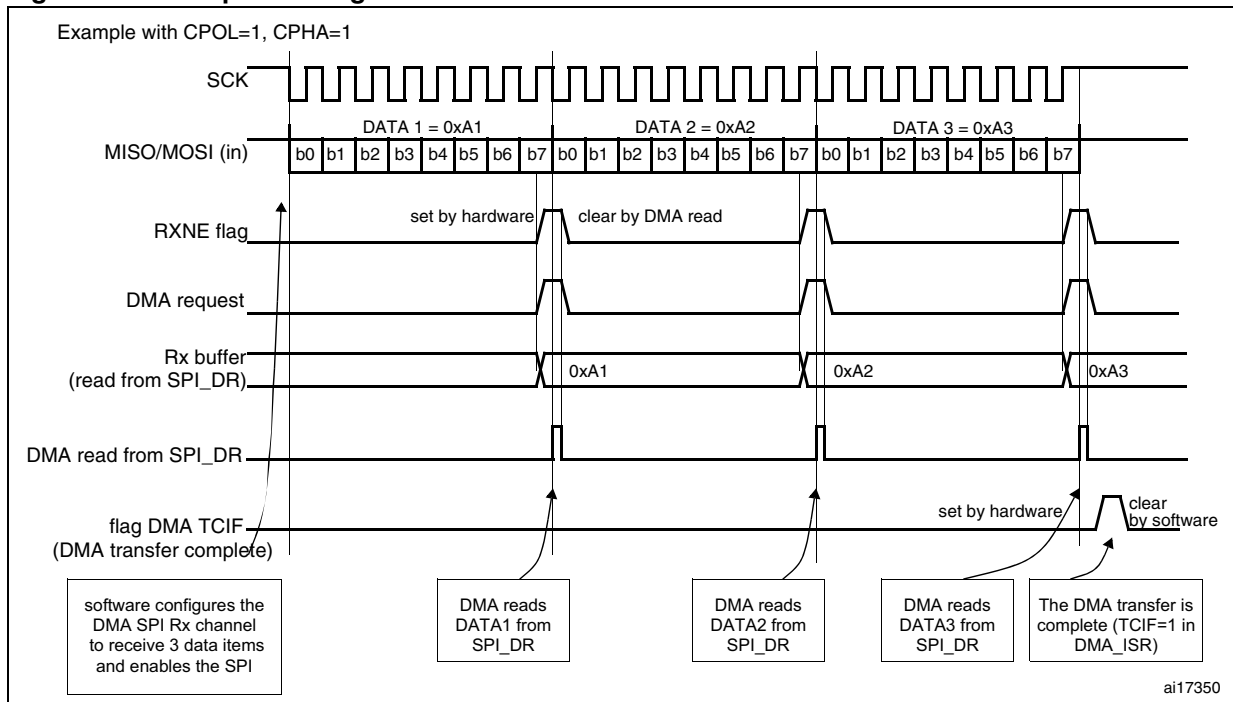 Example with CPOL=1, CPHA=1
SCK
DATA 1 = 0xA1
DATA 2 = 0xA2
DATA 3 = 0xA3
MISO/MOSI (in)
b0 b1 b2 b3 b4 b5 b6 b7 b0 b1 b2 b3 b4 b5 b6 b7 b0 b1 b2 b3 b4 b5 b6 b7
set by hardware
clear by DMA read
RXNE flag
DMA request
Rx buffer
(read from SPI_DR)
0xA1
0xA2
0xA3
DMA read from SPI_DR
flag DMA TCIF
(DMA transfer complete)
set by hardware
clear
by software
software configures the
DMA SPI Rx channel
to receive 3 data items
and enables the SPI
DMA reads
DATA1 from
SPI_DR
DMA reads
DATA2 from
SPI_DR
DMA reads
DATA3 from
SPI_DR
The DMA transfer is
complete (TCIF=1 in
DMA_ISR)
ai17350